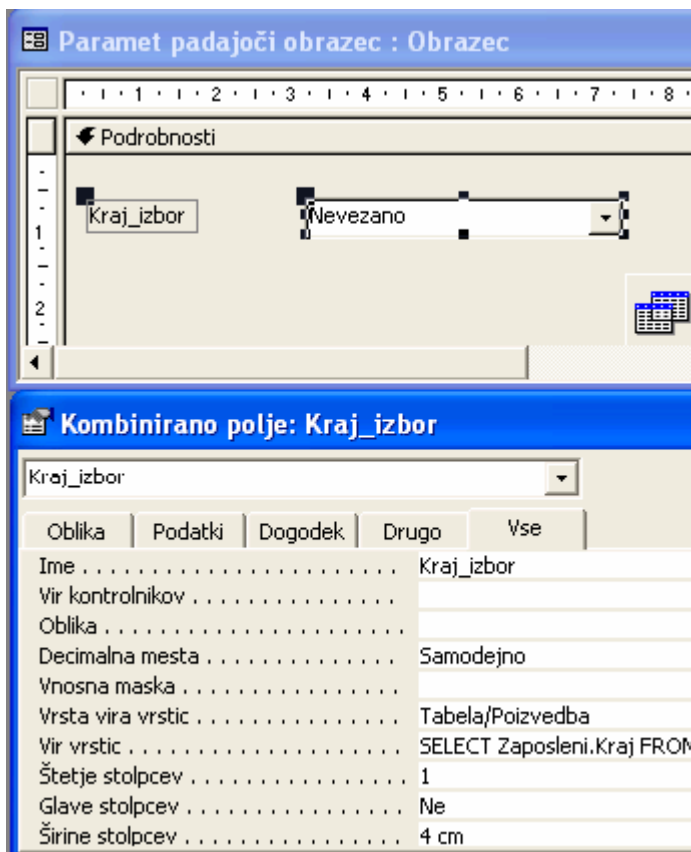 Paramet padajoči obrazec : Obrazec
1 2 3 4 5 6 7 8
Podrobnosti
1
Kraj_izbor Nevezano
2
Kombinirano polje: Kraj_izbor
Kraj_izbor
Oblika Podatki Dogodek Drugo Vse
Ime . . . . . . . . . . . . . . . . . . . . . . . Kraj_izbor
Vir kontrolnikov . . . . . . . . . . . . . . .
Oblika . . . . . . . . . . . . . . . . . . . . . .
Decimalna mesta . . . . . . . . . . . . . . Samodejno
Vnosna maska . . . . . . . . . . . . . . . .
Vrsta vira vrstic . . . . . . . . . . . . . . . Tabela/Poizvedba
Vir vrstic . . . . . . . . . . . . . . . . . . . . SELECT Zaposleni.Kraj FROM
Štetje stolpcev . . . . . . . . . . . . . . . . 1
Glave stolpcev . . . . . . . . . . . . . . . . Ne
Širine stolpcev . . . . . . . . . . . . . . . . 4 cm